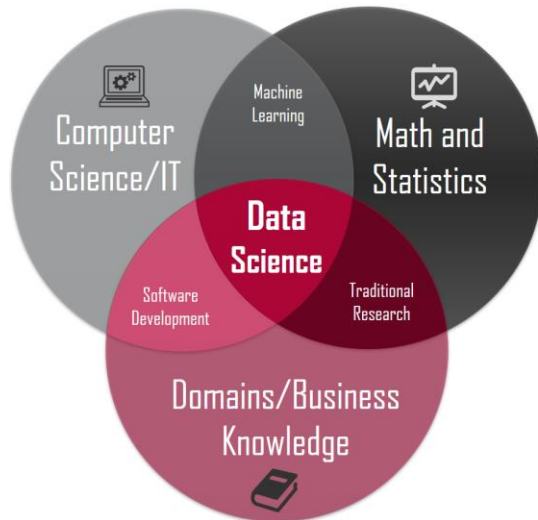 Machine
Learning
Computer
Science/IT
Math and
Statistics
Data
Science
Software
Development
Traditional
Research
Domains/Business
Knowledge